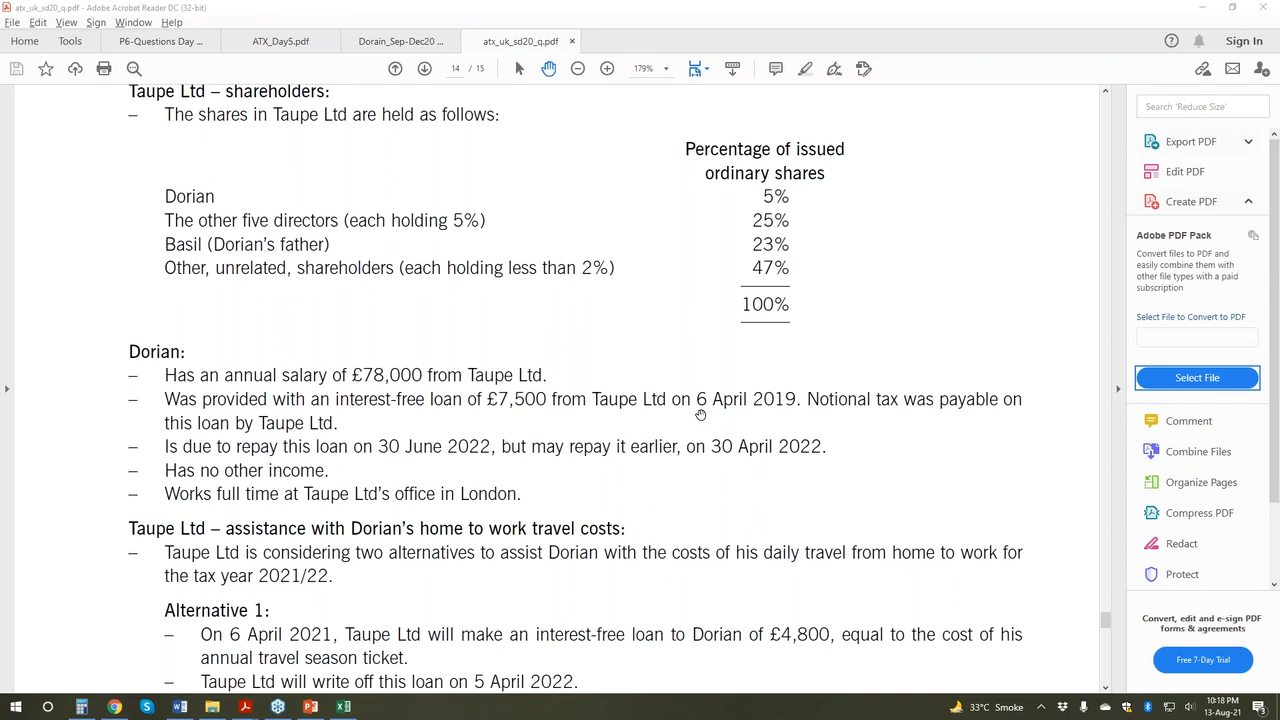 atx_uk_sd20_q.pdf - Adobe Acrobat Reader DC (32-bit)
File Edit View Sign Window Help
Home Tools P6-Questions Day ... ATX_Day5.pdf Dorain_Sep-Dec20 ... atx_uk_sd20_q.pdf × Sign In
14 / 15 179%
Taupe Ltd – shareholders:
– The shares in Taupe Ltd are held as follows:
Percentage of issued
ordinary shares
Dorian 5%
The other five directors (each holding 5%) 25%
Basil (Dorian's father) 23%
Other, unrelated, shareholders (each holding less than 2%) 47%
100%
Dorian:
– Has an annual salary of £78,000 from Taupe Ltd.
– Was provided with an interest-free loan of £7,500 from Taupe Ltd on 6 April 2019. Notional tax was payable on
this loan by Taupe Ltd.
– Is due to repay this loan on 30 June 2022, but may repay it earlier, on 30 April 2022.
– Has no other income.
– Works full time at Taupe Ltd's office in London.
Taupe Ltd – assistance with Dorian's home to work travel costs:
– Taupe Ltd is considering two alternatives to assist Dorian with the costs of his daily travel from home to work for
the tax year 2021/22.
Alternative 1:
– On 6 April 2021, Taupe Ltd will make an interest-free loan to Dorian of £4,800, equal to the cost of his
annual travel season ticket.
– Taupe Ltd will write off this loan on 5 April 2022.
Search 'Reduce Size'
Export PDF
Edit PDF
Create PDF
Adobe PDF Pack
Convert files to PDF and
easily combine them with
other file types with a paid
subscription
Select File to Convert to PDF
Select File
Comment
Combine Files
Organize Pages
Compress PDF
Redact
Protect
Convert, edit and e-sign PDF
forms & agreements
Free 7-Day Trial
33°C Smoke
10:18 PM
13-Aug-21